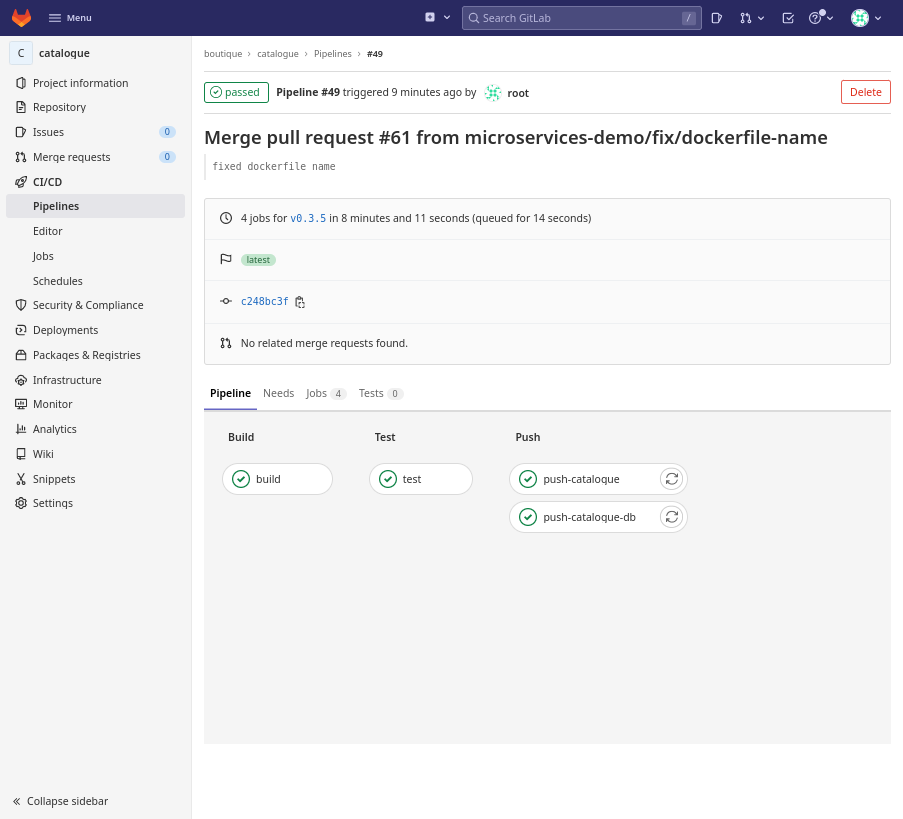 Menu
Search GitLab
/
C
catalogue
Project information
Repository
Issues 0
Merge requests 0
CI/CD
Pipelines
Editor
Jobs
Schedules
Security & Compliance
Deployments
Packages & Registries
Infrastructure
Monitor
Analytics
Wiki
Snippets
Settings
Collapse sidebar
boutique › catalogue › Pipelines › #49
passed Pipeline #49 triggered 9 minutes ago by root
Delete
Merge pull request #61 from microservices-demo/fix/dockerfile-name
fixed dockerfile name
4 jobs for v0.3.5 in 8 minutes and 11 seconds (queued for 14 seconds)
latest
c248bc3f
No related merge requests found.
Pipeline Needs Jobs 4 Tests 0
Build Test Push
build test push-catalogue
push-catalogue-db